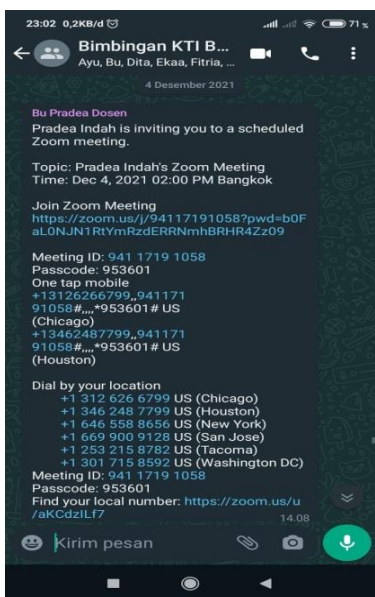 23:02 0,2KB/d 71%
Bimbingan KTI B...
Ayu, Bu, Dita, Ekaa, Fitria, ...
4 Desember 2021
Bu Pradea Dosen
Pradea Indah is inviting you to a scheduled
Zoom meeting.
Topic: Pradea Indah's Zoom Meeting
Time: Dec 4, 2021 02:00 PM Bangkok
Join Zoom Meeting
https://zoom.us/j/94117191058?pwd=b0F
aL0NJN1RtYmRzdERRNmhBRHR4Zz09
Meeting ID: 941 1719 1058
Passcode: 953601
One tap mobile
+13126266799,,941171
91058#,,,,*953601# US
(Chicago)
+13462487799,,941171
91058#,,,,*953601# US
(Houston)
Dial by your location
+1 312 626 6799 US (Chicago)
+1 346 248 7799 US (Houston)
+1 646 558 8656 US (New York)
+1 669 900 9128 US (San Jose)
+1 253 215 8782 US (Tacoma)
+1 301 715 8592 US (Washington DC)
Meeting ID: 941 1719 1058
Passcode: 953601
Find your local number: https://zoom.us/u
/aKCdzILf7
14.08
Kirim pesan